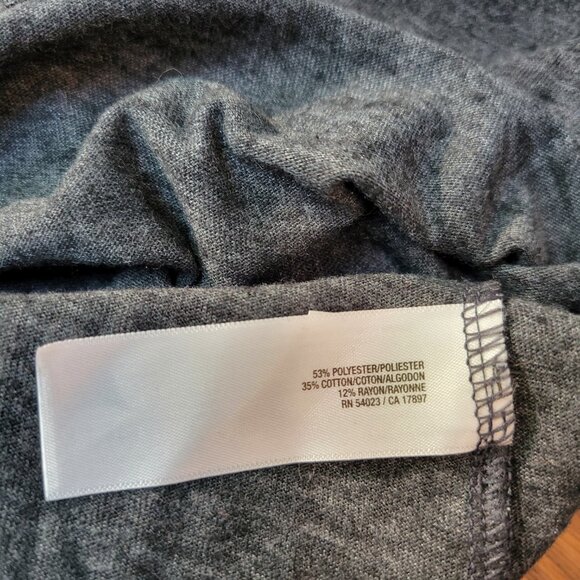 53% POLYESTER/POLIESTER
35% COTTON/COTON/ALGODON
12% RAYON/RAYONNE
RN 54023 / CA 17897